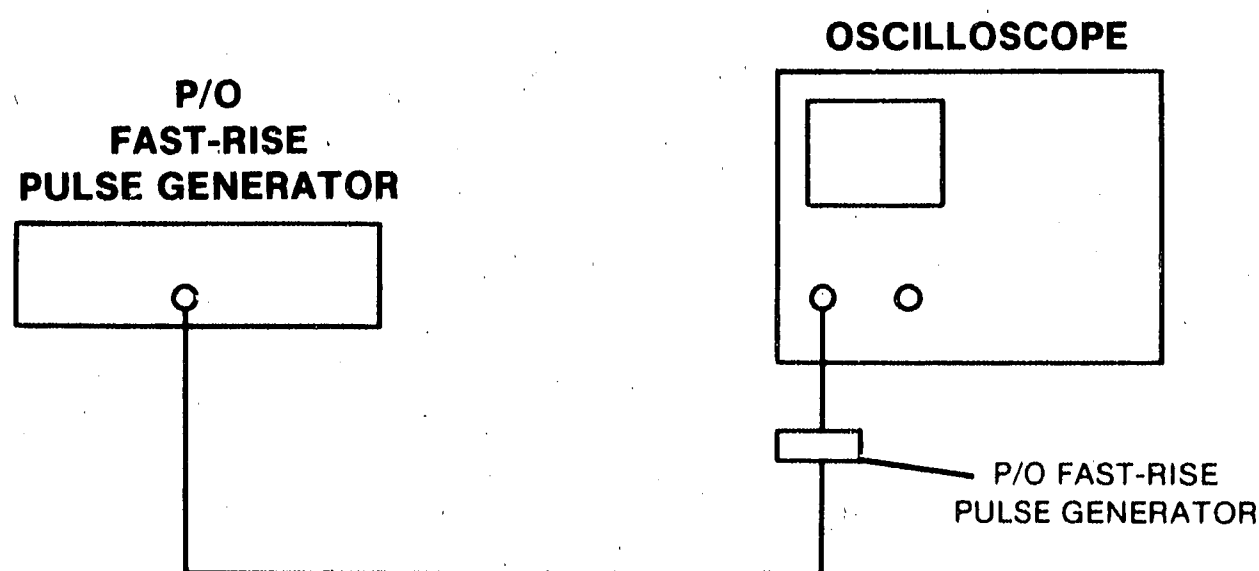 OSCILLOSCOPE
P/O
FAST-RISE
PULSE GENERATOR
P/O FAST-RISE
PULSE GENERATOR